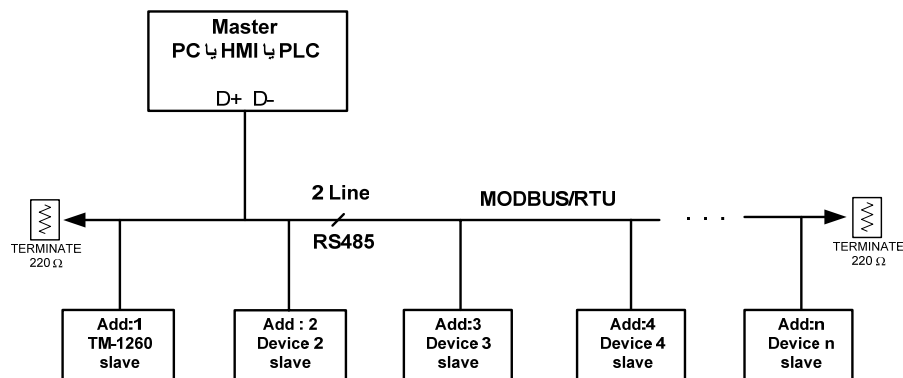 Master
PC یا HMI یا PLC
D+ D-
2 Line
MODBUS/RTU
. . .
RS485
TERMINATE
220 Ω
TERMINATE
220 Ω
Add:1
TM-1260
slave
Add : 2
Device 2
slave
Add:3
Device 3
slave
Add:4
Device 4
slave
Add:n
Device n
slave